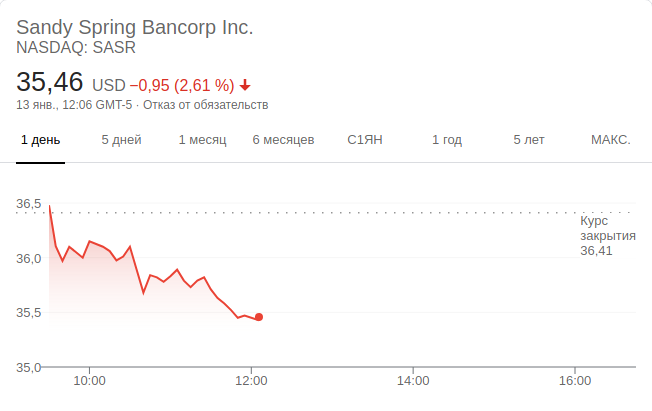 Sandy Spring Bancorp Inc.
NASDAQ: SASR
35,46 USD −0,95 (2,61 %)
13 янв., 12:06 GMT-5 · Отказ от обязательств
1 день 5 дней 1 месяц 6 месяцев С1ЯН 1 год 5 лет МАКС.
36,5
Курс
закрытия
36,41
36,0
35,5
35,0
10:00 12:00 14:00 16:00